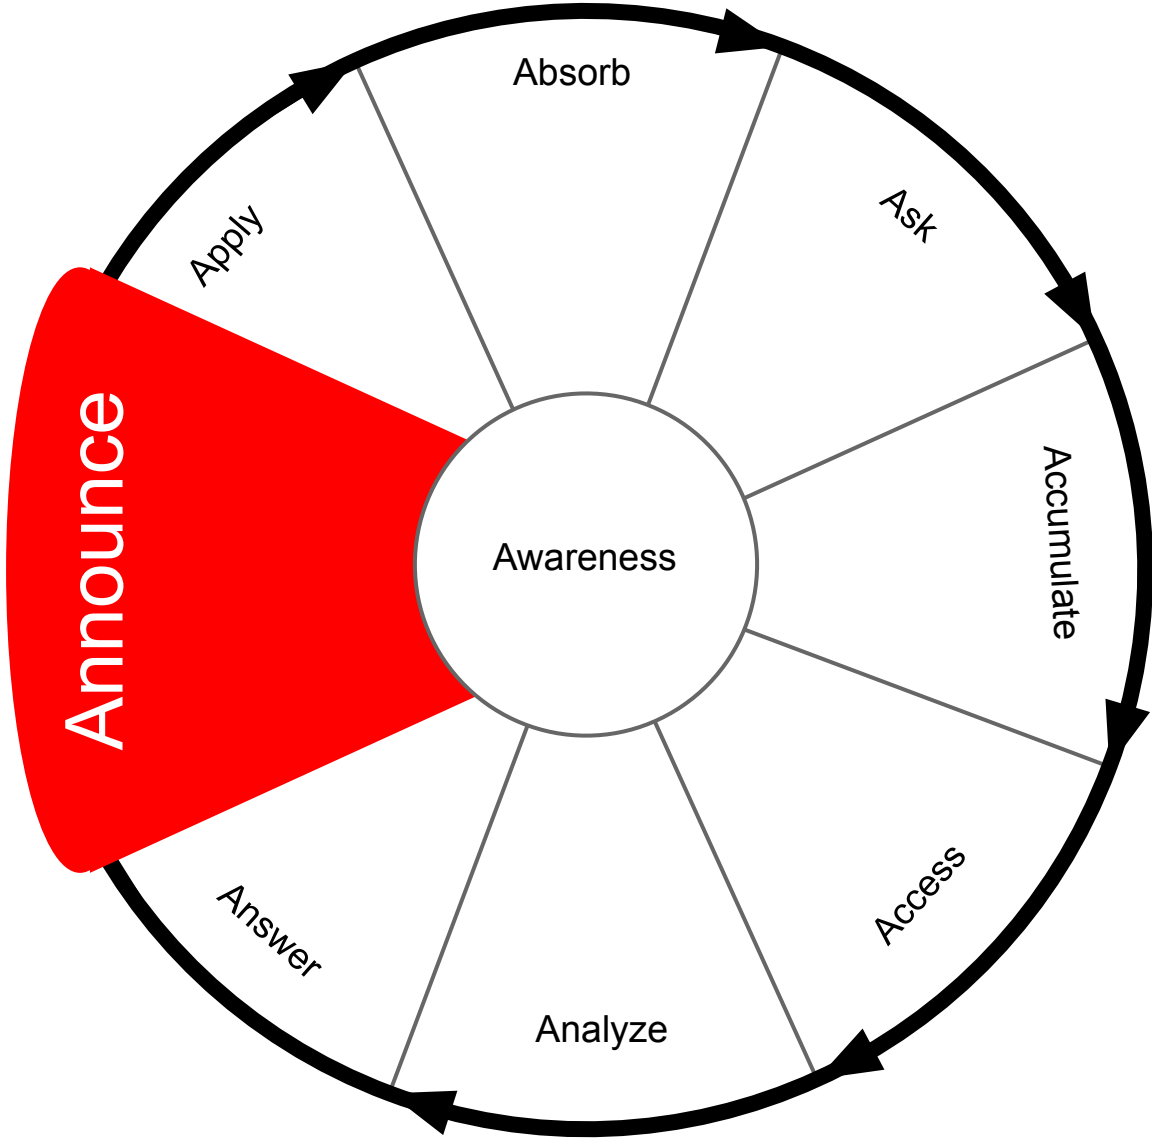 Absorb
Ask
Accumulate
Access
Analyze
Answer
Announce
Apply
Awareness